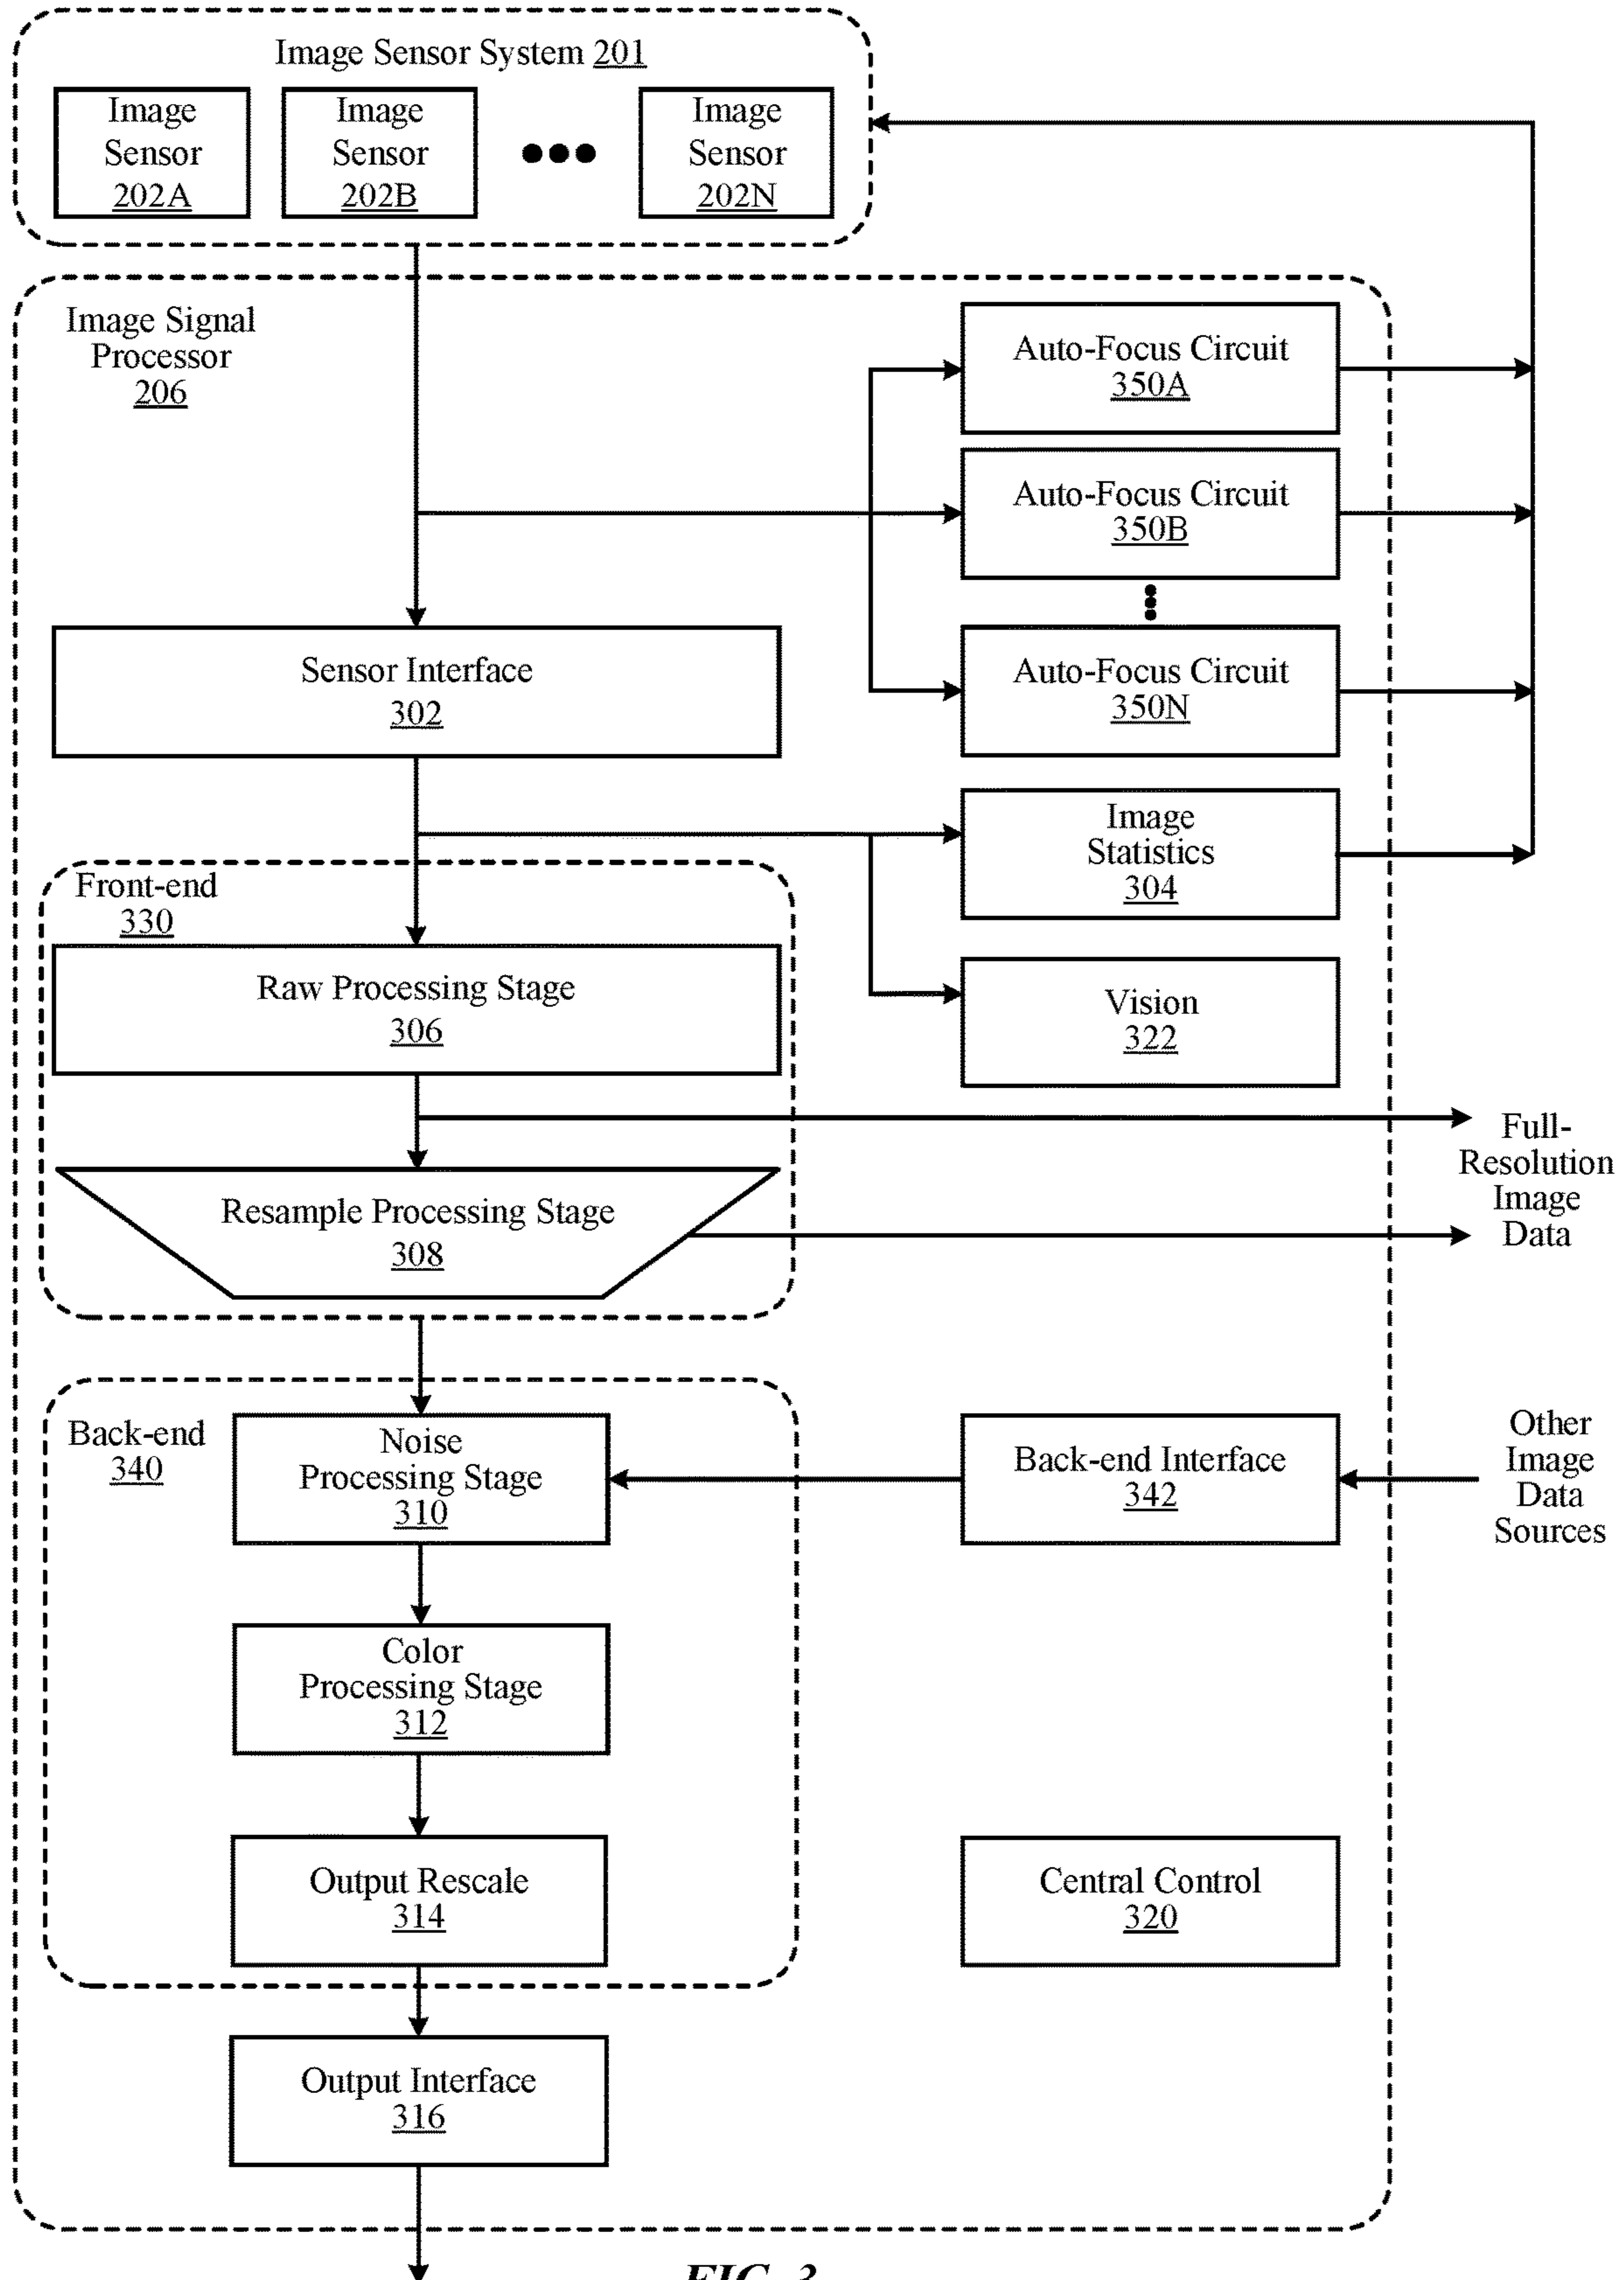 Image Sensor System 201
Image
Sensor
202A
Image
Sensor
202B
Image
Sensor
202N
Image Signal
Processor
206
Auto-Focus Circuit
350A
Auto-Focus Circuit
350B
Auto-Focus Circuit
350N
Sensor Interface
302
Image
Statistics
304
Front-end
330
Raw Processing Stage
306
Vision
322
Full-
Resolution
Image
Data
Resample Processing Stage
308
Back-end
340
Noise
Processing Stage
310
Back-end Interface
342
Other
Image
Data
Sources
Color
Processing Stage
312
Output Rescale
314
Central Control
320
Output Interface
316
FIG. 3